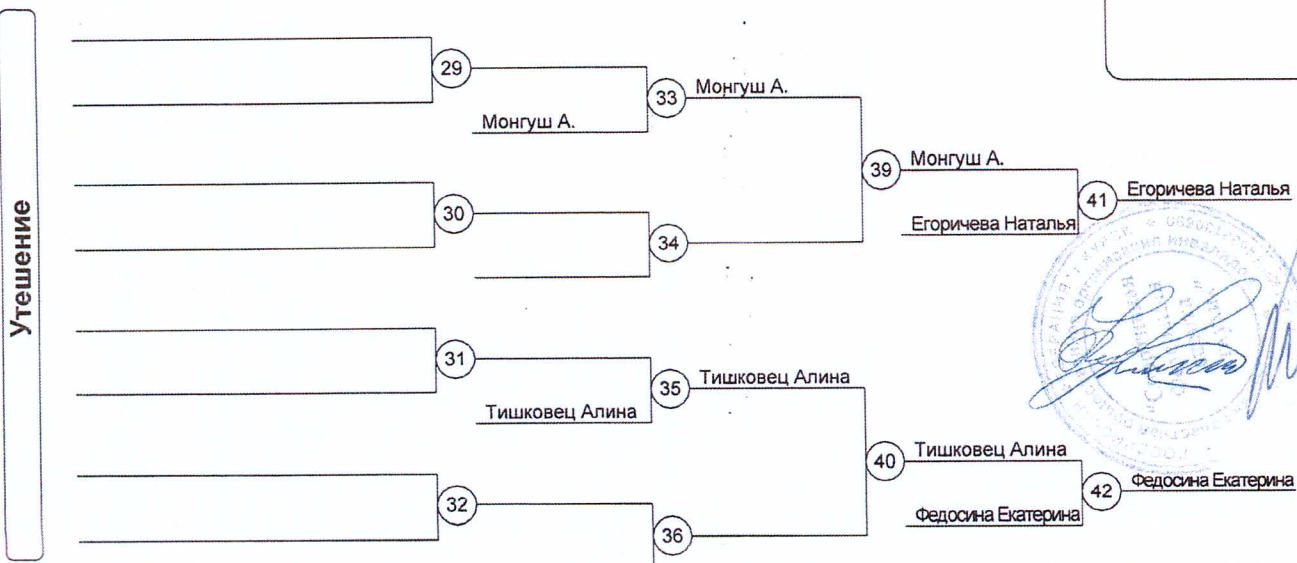 Утешение
29
33
Монгуш А.
Монгуш А.
39
Монгуш А.
41
Егоричева Наталья
30
Егоричева Наталья
34
31
35
Тишковец Алина
Тишковец Алина
40
Тишковец Алина
42
Федосина Екатерина
32
Федосина Екатерина
36